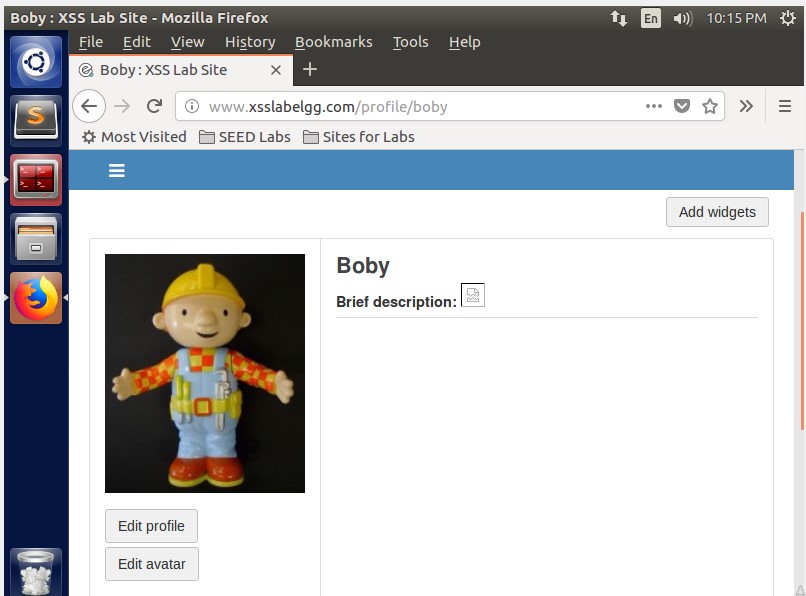 Boby : XSS Lab Site - Mozilla Firefox
En
10:15 PM
File Edit View History Bookmarks Tools Help
Boby : XSS Lab Site
www.xsslabelgg.com/profile/boby
Most Visited SEED Labs Sites for Labs
Add widgets
Boby
Brief description:
Edit profile
Edit avatar